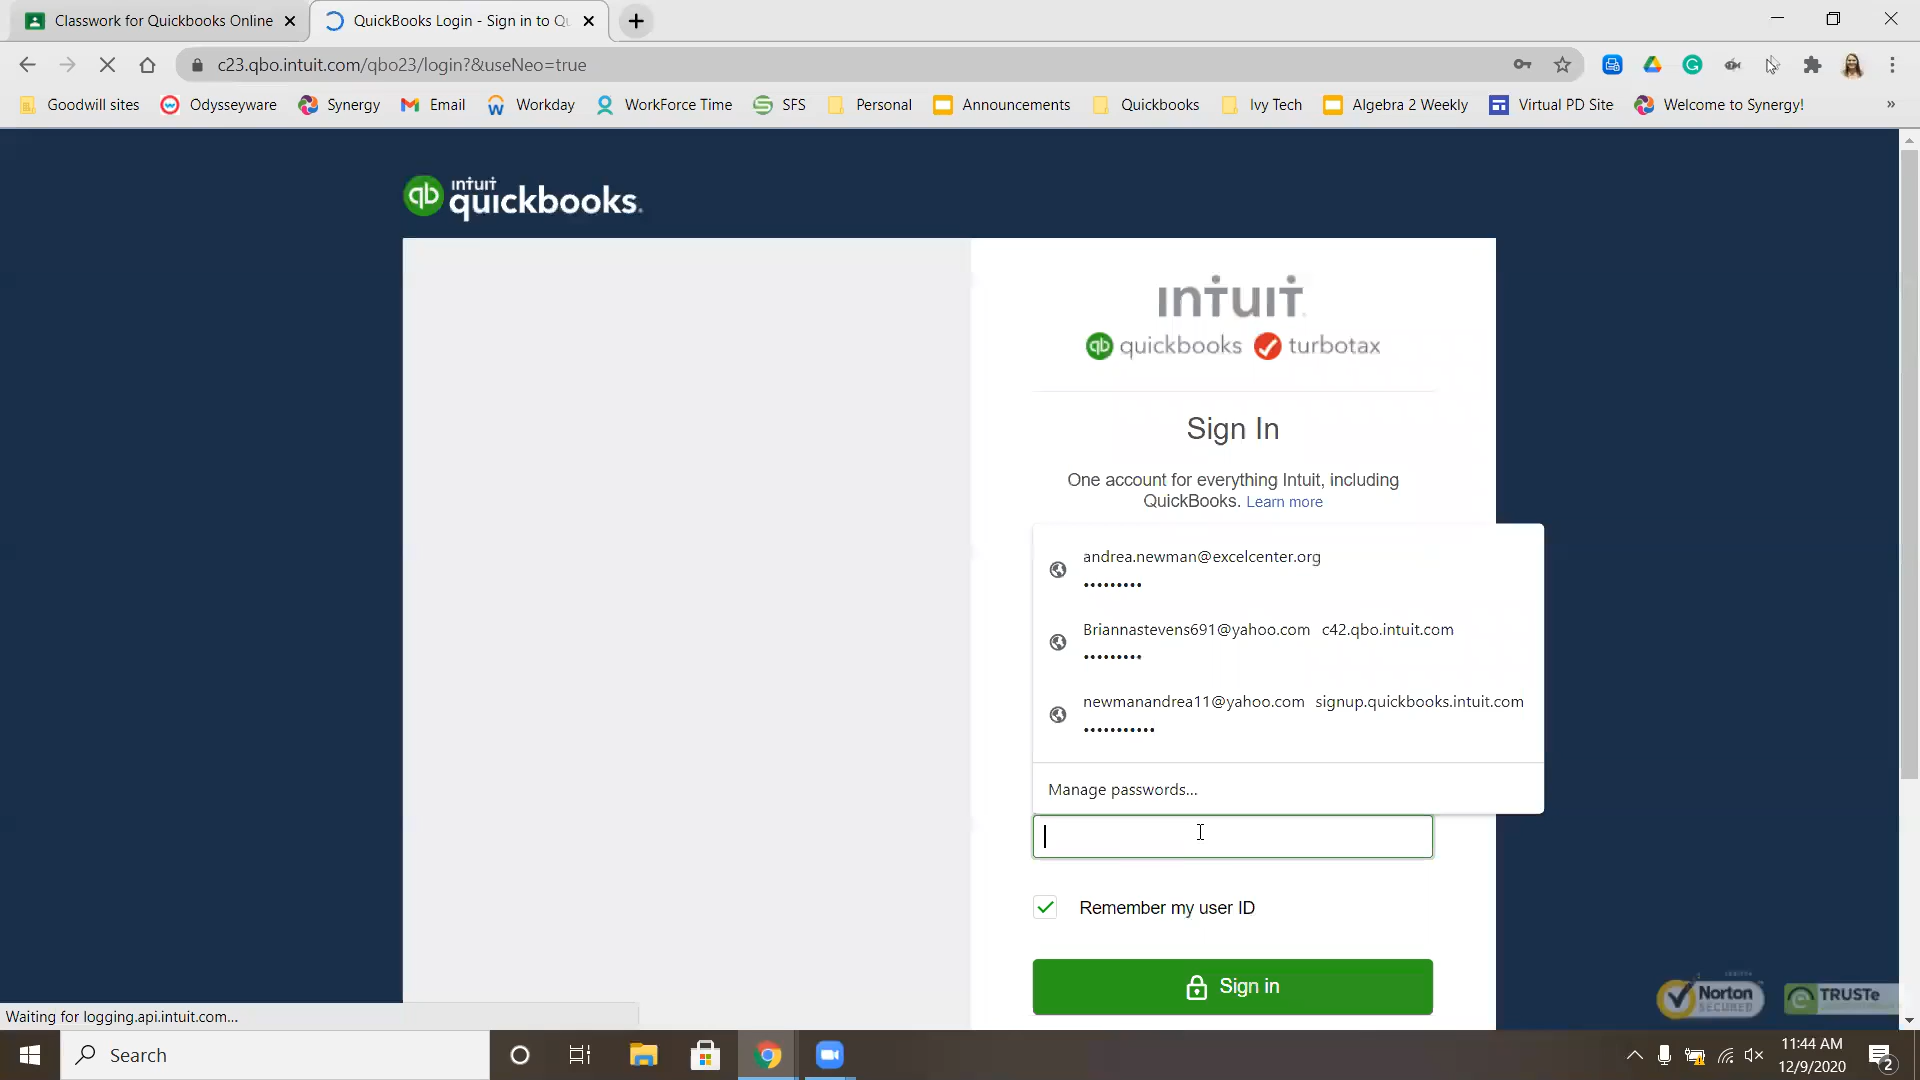 Classwork for Quickbooks Online
QuickBooks Login - Sign in to Qu
c23.qbo.intuit.com/qbo23/login?&useNeo=true
Goodwill sites
Odysseyware
Synergy
Email
Workday
WorkForce Time
SFS
Personal
Announcements
Quickbooks
Ivy Tech
Algebra 2 Weekly
Virtual PD Site
Welcome to Synergy!
»
qb intuit quickbooks.
intuit.
qb quickbooks turbotax
Sign In
One account for everything Intuit, including
QuickBooks. Learn more
andrea.newman@excelcenter.org
•••••••••
Briannastevens691@yahoo.com c42.qbo.intuit.com
•••••••••
newmanandrea11@yahoo.com signup.quickbooks.intuit.com
•••••••••••
Manage passwords...
Remember my user ID
Sign in
Norton
SECURED
TRUSTe
Waiting for logging.api.intuit.com...
Search
11:44 AM
12/9/2020
2